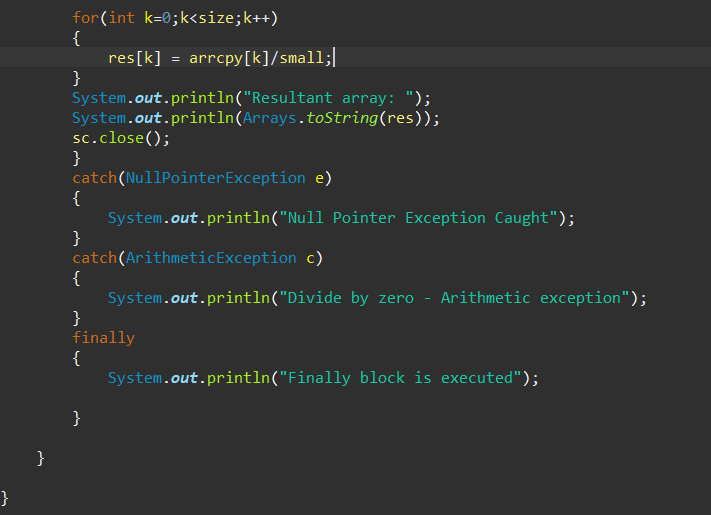 for(int k=0;k<size;k++)
{
res[k] = arrcpy[k]/small;
}
System.out.println("Resultant array: ");
System.out.println(Arrays.toString(res));
sc.close();
}
catch(NullPointerException e)
{
System.out.println("Null Pointer Exception Caught");
}
catch(ArithmeticException c)
{
System.out.println("Divide by zero - Arithmetic exception");
}
finally
{
System.out.println("Finally block is executed");
}
}
}